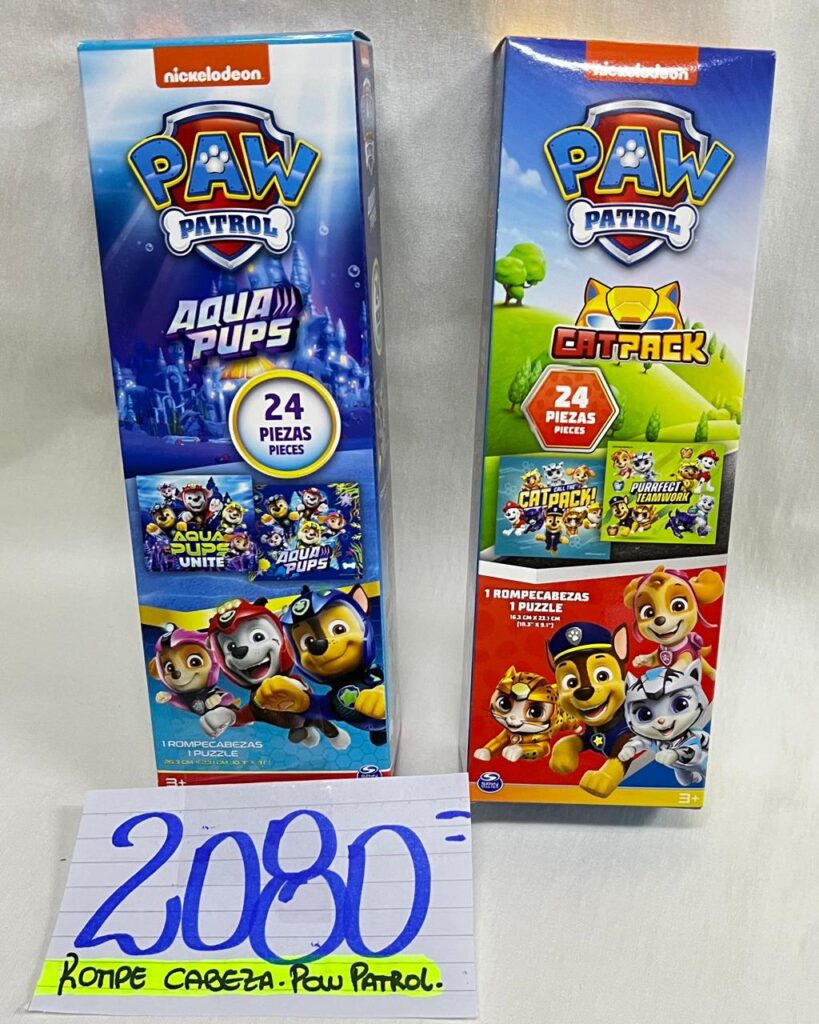 nickelodeon
PAW
PATROL
AQUA
PUPS
24
PIEZAS
PIECES
AQUA
PUPS
UNITE
AQUA
PUPS
1 ROMPECABEZAS
1 PUZZLE
3+
nickelodeon
PAW
PATROL
CATPACK
24
PIEZAS
PIECES
CALL THE
CATPACK!
PURRFECT
TEAMWORK
1 ROMPECABEZAS
1 PUZZLE
SPIN
3+
2080=
ROMPE CABEZA. POW PATROL.